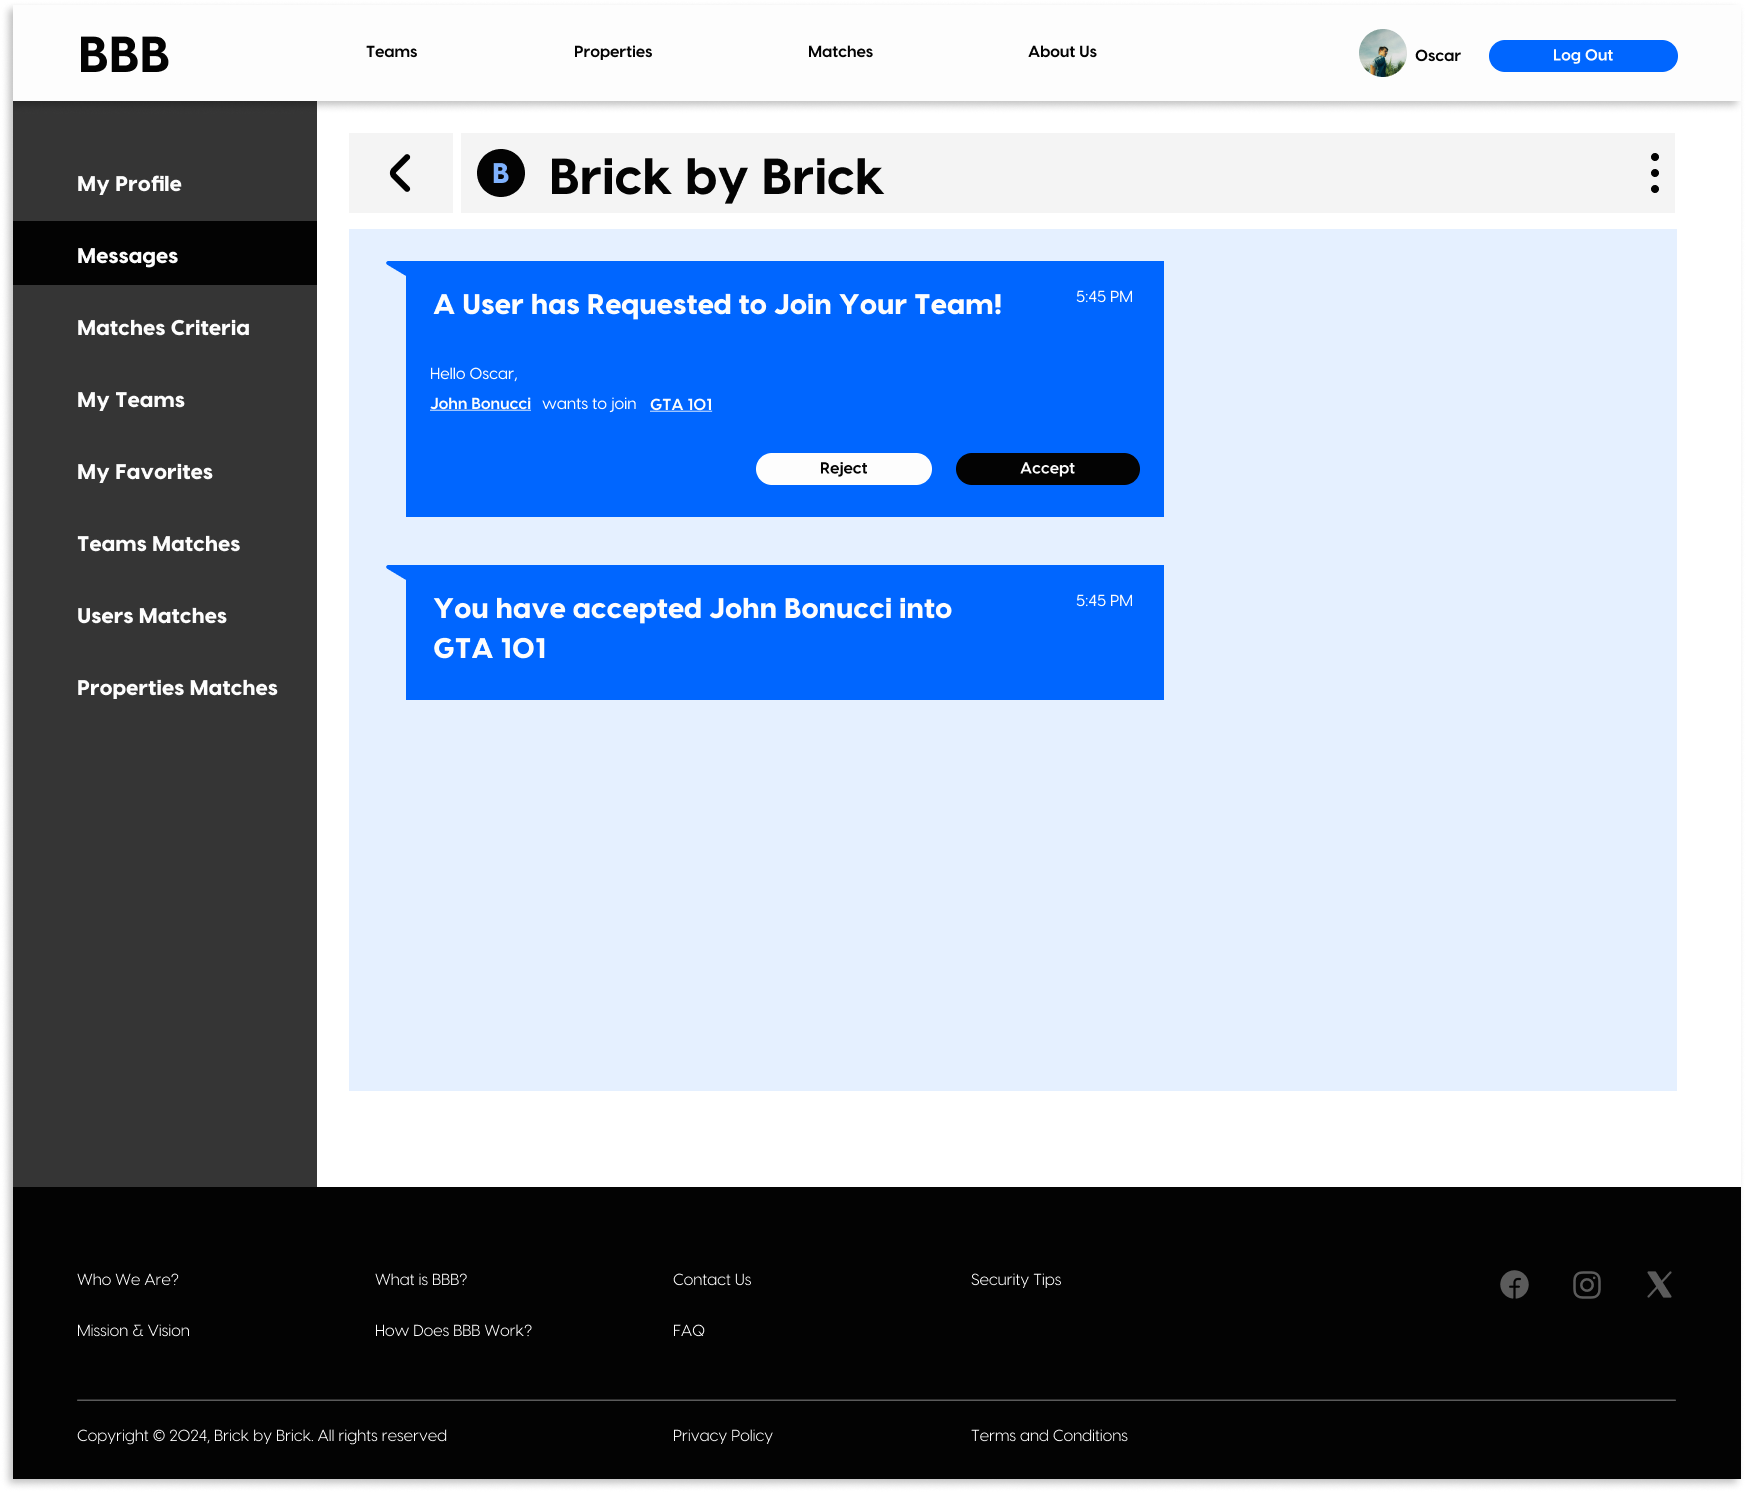 BBB
Teams
Properties
Matches
About Us
Oscar
Log Out
My Profile
Messages
Matches Criteria
My Teams
My Favorites
Teams Matches
Users Matches
Properties Matches
B
Brick by Brick
A User has Requested to Join Your Team!
5:45 PM
Hello Oscar,
John Bonucci wants to join GTA 101
Reject
Accept
You have accepted John Bonucci into
GTA 101
5:45 PM
Who We Are?
What is BBB?
Contact Us
Security Tips
Mission & Vision
How Does BBB Work?
FAQ
Copyright © 2024, Brick by Brick. All rights reserved
Privacy Policy
Terms and Conditions